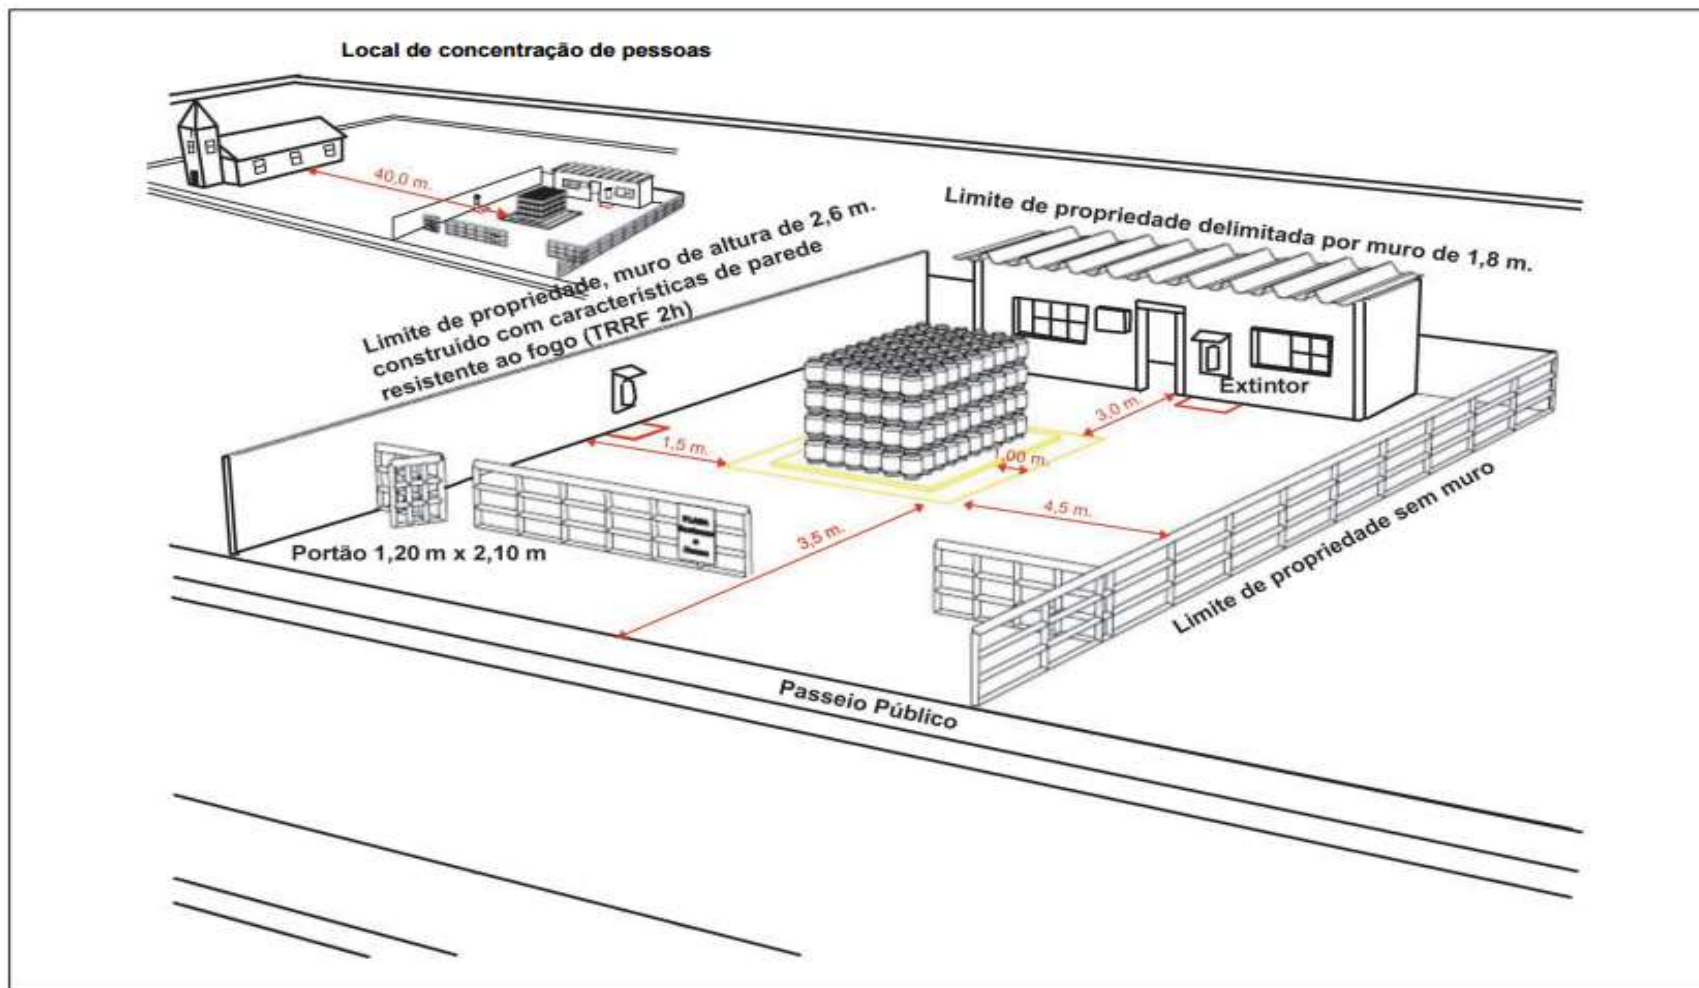 Local de concentração de pessoas
40,0 m.
Limite de propriedade, muro de altura de 2,6 m.
construído com características de parede
resistente ao fogo (TRRF 2h)
Limite de propriedade delimitada por muro de 1,8 m.
Extintor
3,0 m.
1,5 m.
1,00 m.
4,5 m.
3,5 m.
Portão 1,20 m x 2,10 m
Limite de propriedade sem muro
Passeio Público